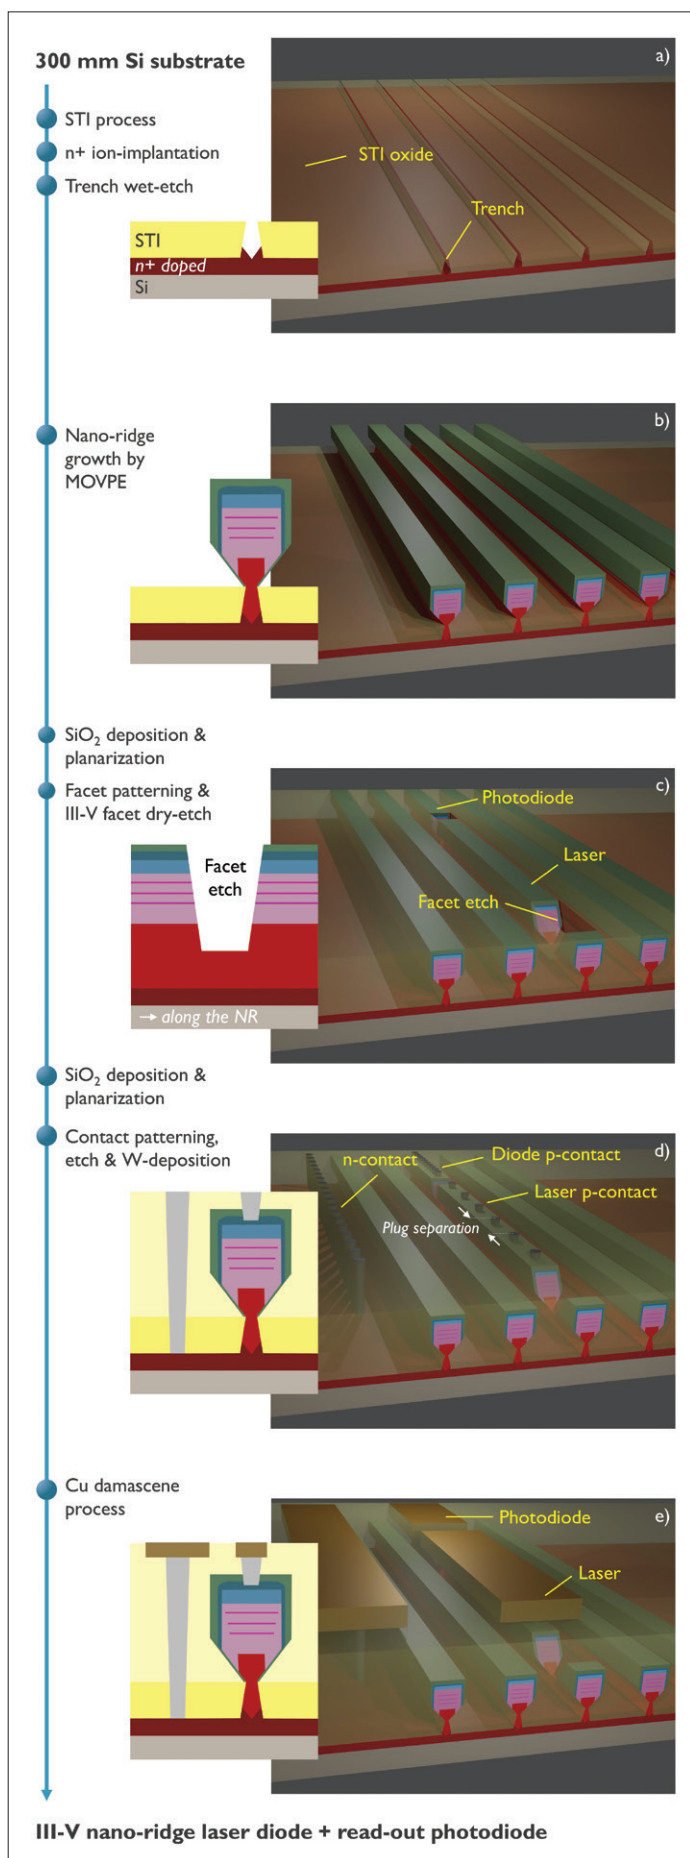 300 mm Si substrate
a)
STI process
n+ ion-implantation
Trench wet-etch
STI oxide
Trench
STI
n+ doped
Si
b)
Nano-ridge
growth by
MOVPE
SiO₂ deposition &
planarization
Facet patterning &
III-V facet dry-etch
c)
Photodiode
Laser
Facet etch
Facet
etch
→ along the NR
SiO₂ deposition &
planarization
Contact patterning,
etch & W-deposition
d)
Diode p-contact
n-contact
Laser p-contact
Plug separation
Cu damascene
process
e)
Photodiode
Laser
III-V nano-ridge laser diode + read-out photodiode